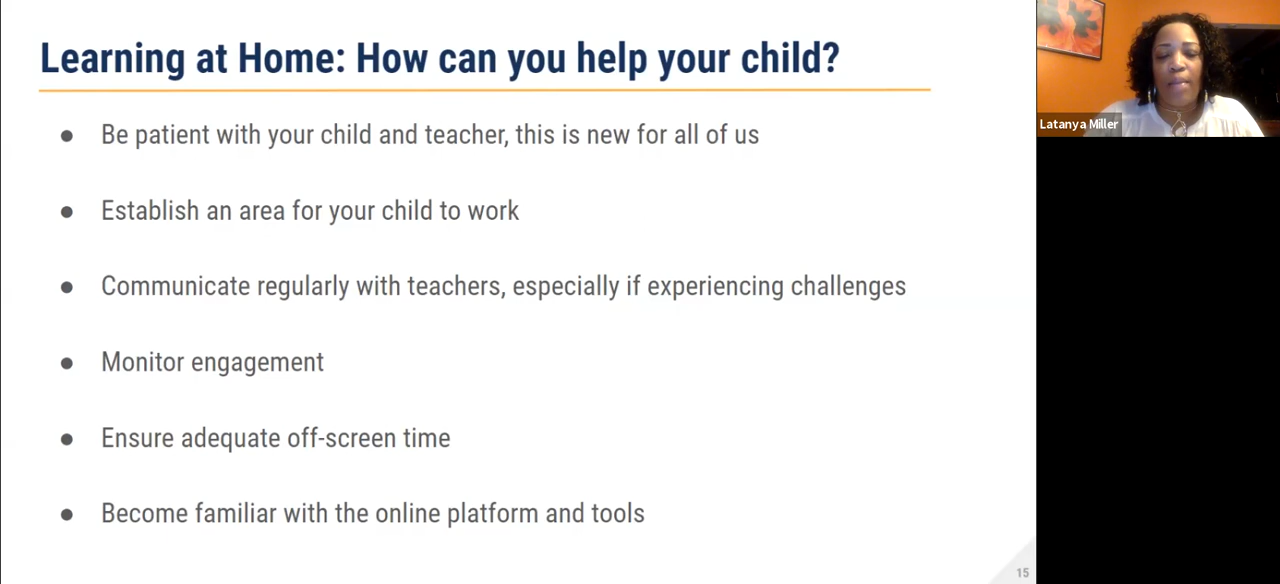 Learning at Home: How can you help your child?
● Be patient with your child and teacher, this is new for all of us
● Establish an area for your child to work
● Communicate regularly with teachers, especially if experiencing challenges
● Monitor engagement
● Ensure adequate off-screen time
● Become familiar with the online platform and tools
15
Latanya Miller